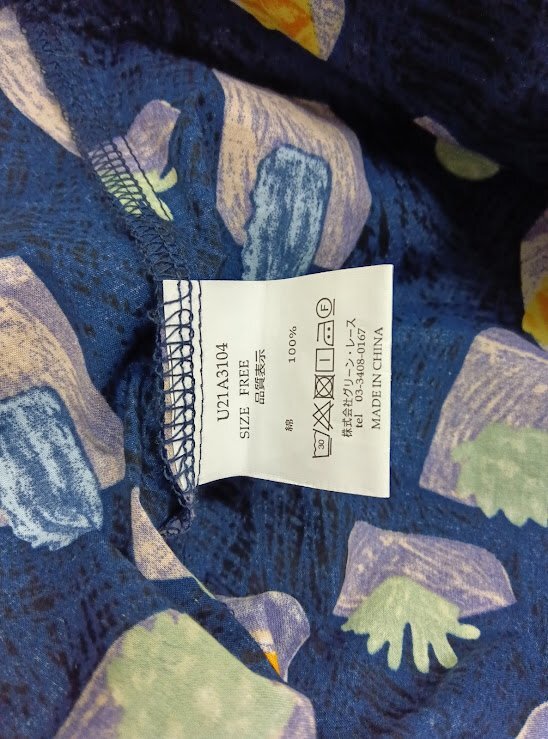 U21A3104
SIZE FREE
品質表示
綿 100%
30 F
株式会社グリーン・レース
tel 03-3408-0167
MADE IN CHINA